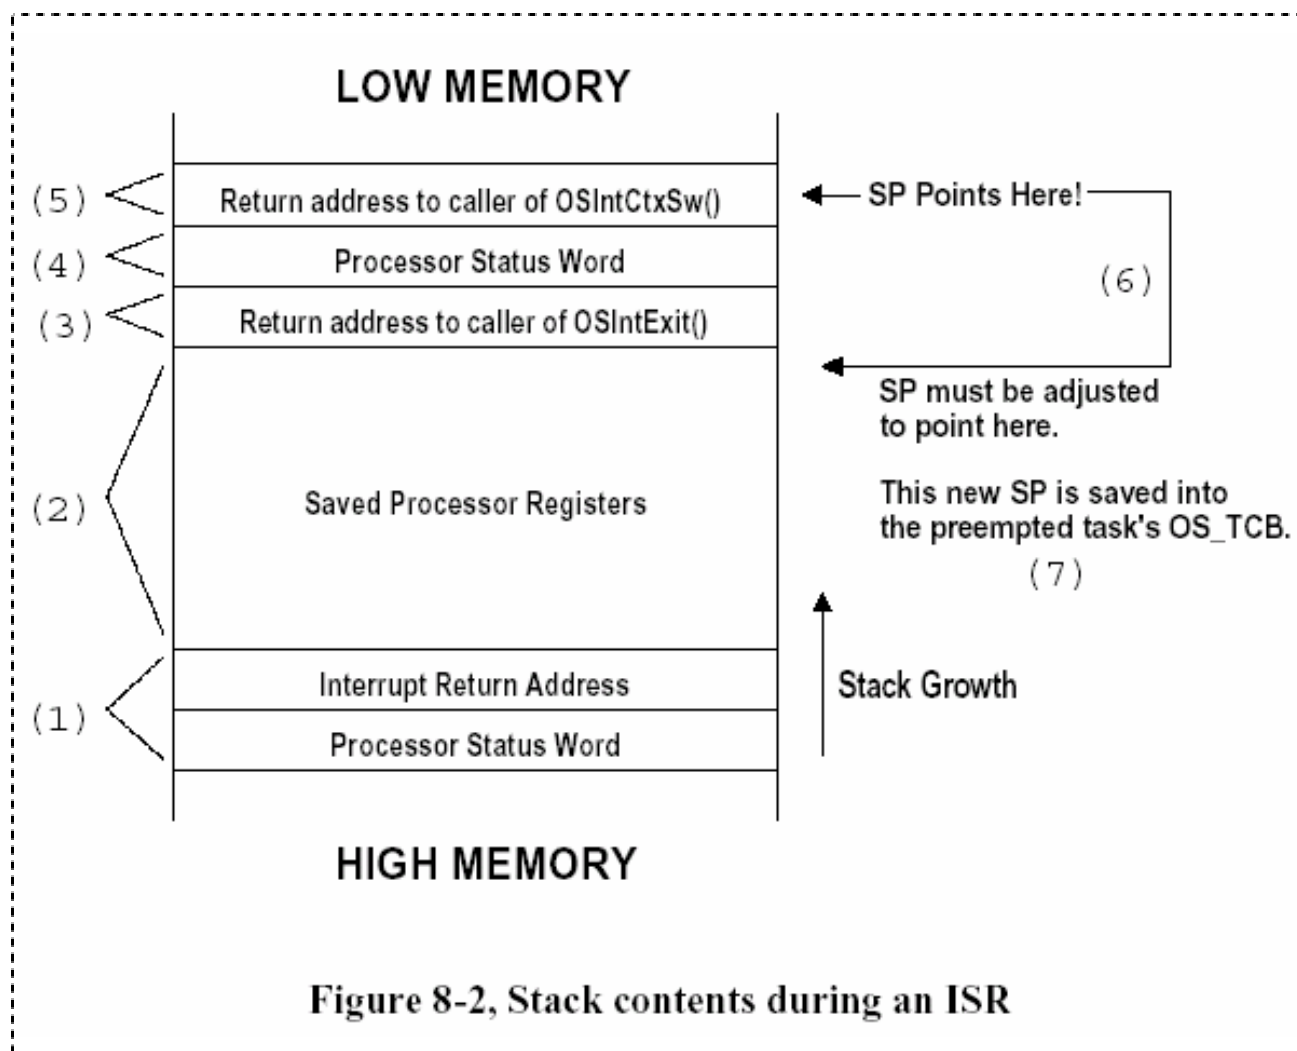 LOW MEMORY
(5)
Return address to caller of OSIntCtxSw()
SP Points Here!
(4)
Processor Status Word
(6)
(3)
Return address to caller of OSIntExit()
SP must be adjusted
to point here.
(2)
Saved Processor Registers
This new SP is saved into
the preempted task's OS_TCB.
(7)
(1)
Interrupt Return Address
Stack Growth
Processor Status Word
HIGH MEMORY
Figure 8-2, Stack contents during an ISR